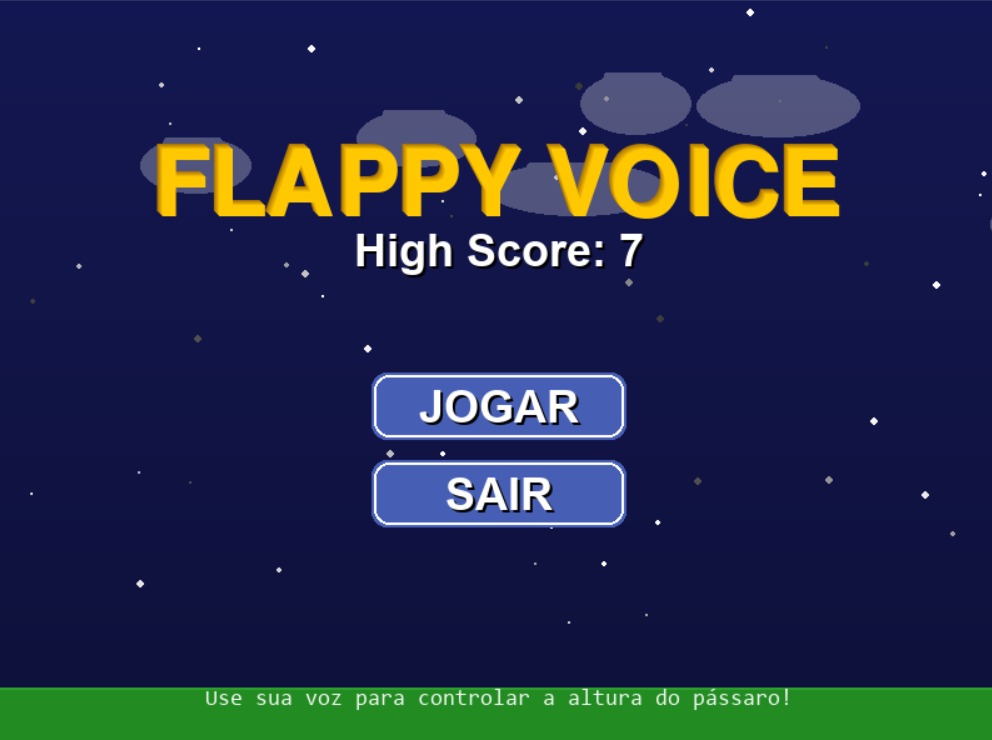 FLAPPY VOICE
High Score: 7
JOGAR
SAIR
Use sua voz para controlar a altura do pássaro!